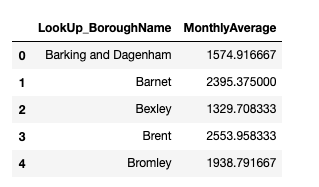 LookUp_BoroughName MonthlyAverage
0 Barking and Dagenham 1574.916667
1 Barnet 2395.375000
2 Bexley 1329.708333
3 Brent 2553.958333
4 Bromley 1938.791667